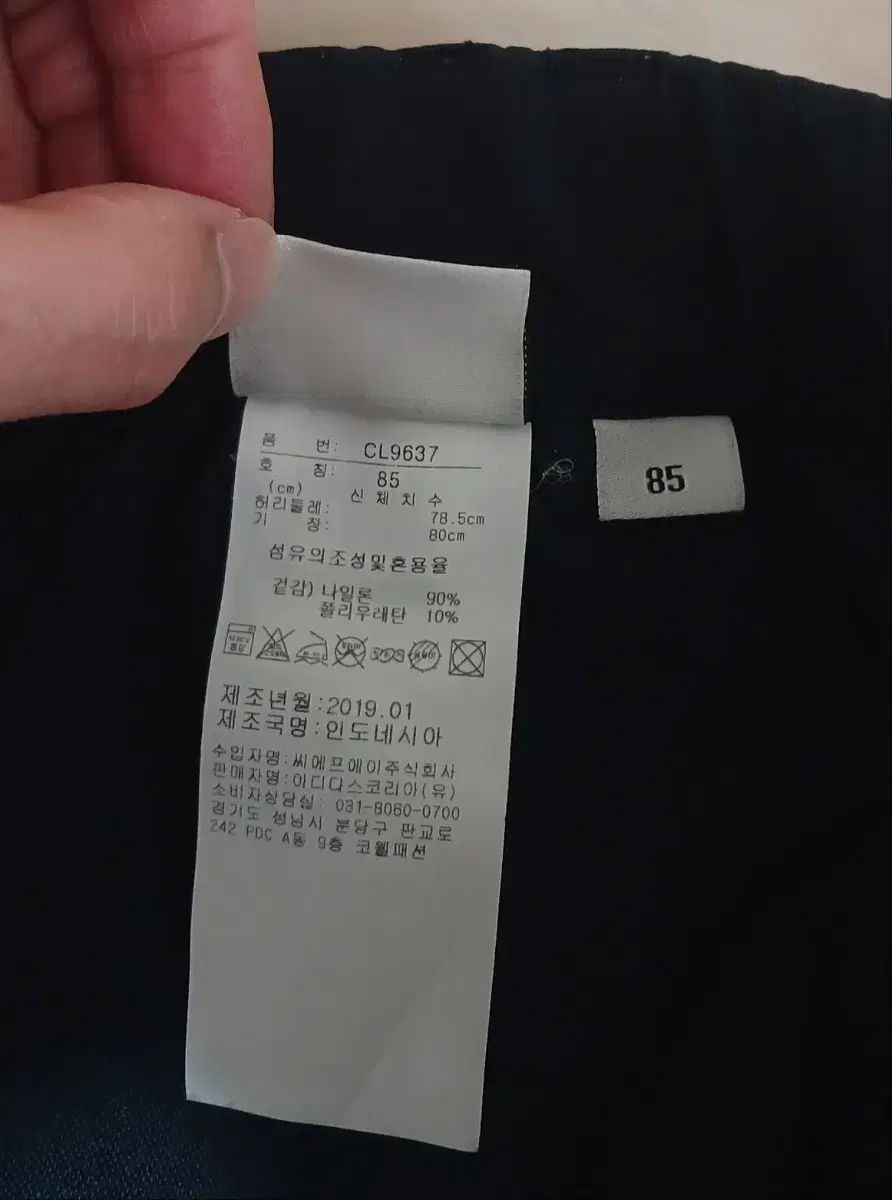 품 번: CL9637
호 칭: 85
(cm) 신 체 치 수
허리둘레: 78.5cm
기 장: 80cm
섬유의조성및혼용율
겉감) 나일론 90%
폴리우레탄 10%
제조년월:2019.01
제조국명:인도네시아
수입자명:씨에프에이주식회사
판매자명:아디다스코리아(유)
소비자상담실: 031-8060-0700
경기도 성남시 분당구 판교로
242 PDC A동 9층 코웰패션
85